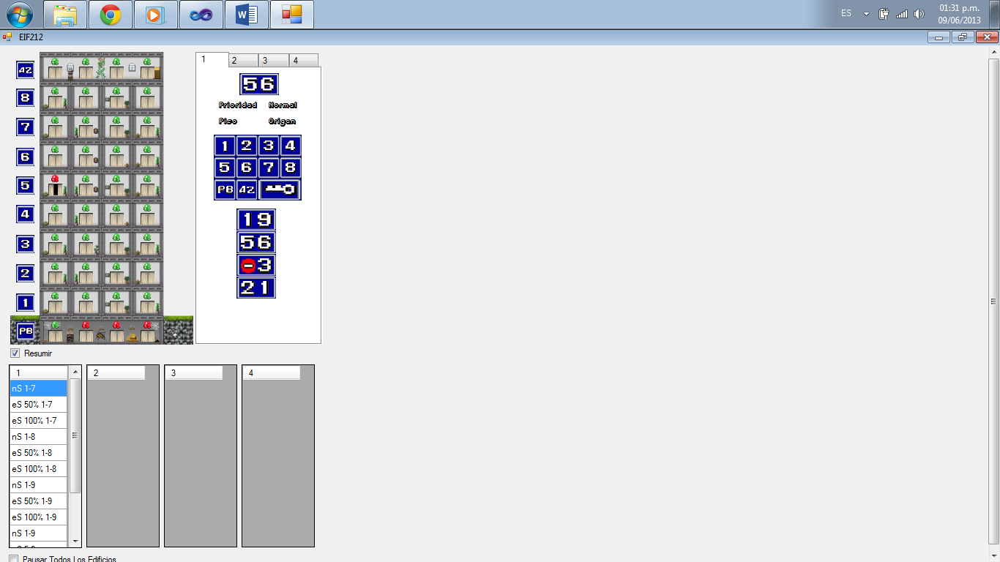 ES
01:31 p.m.
09/06/2013
EIF212
42
8
7
6
5
4
3
2
1
PB
1 2 3 4
56
Prioridad Normal
Piso Origen
1 2 3 4
5 6 7 8
PB 42
19
56
-3
21
Resumir
1 2 3 4
nS 1-7
eS 50% 1-7
eS 100% 1-7
nS 1-8
eS 50% 1-8
eS 100% 1-8
nS 1-9
eS 50% 1-9
eS 100% 1-9
nS 1-9
Pausar Todos Los Edificios